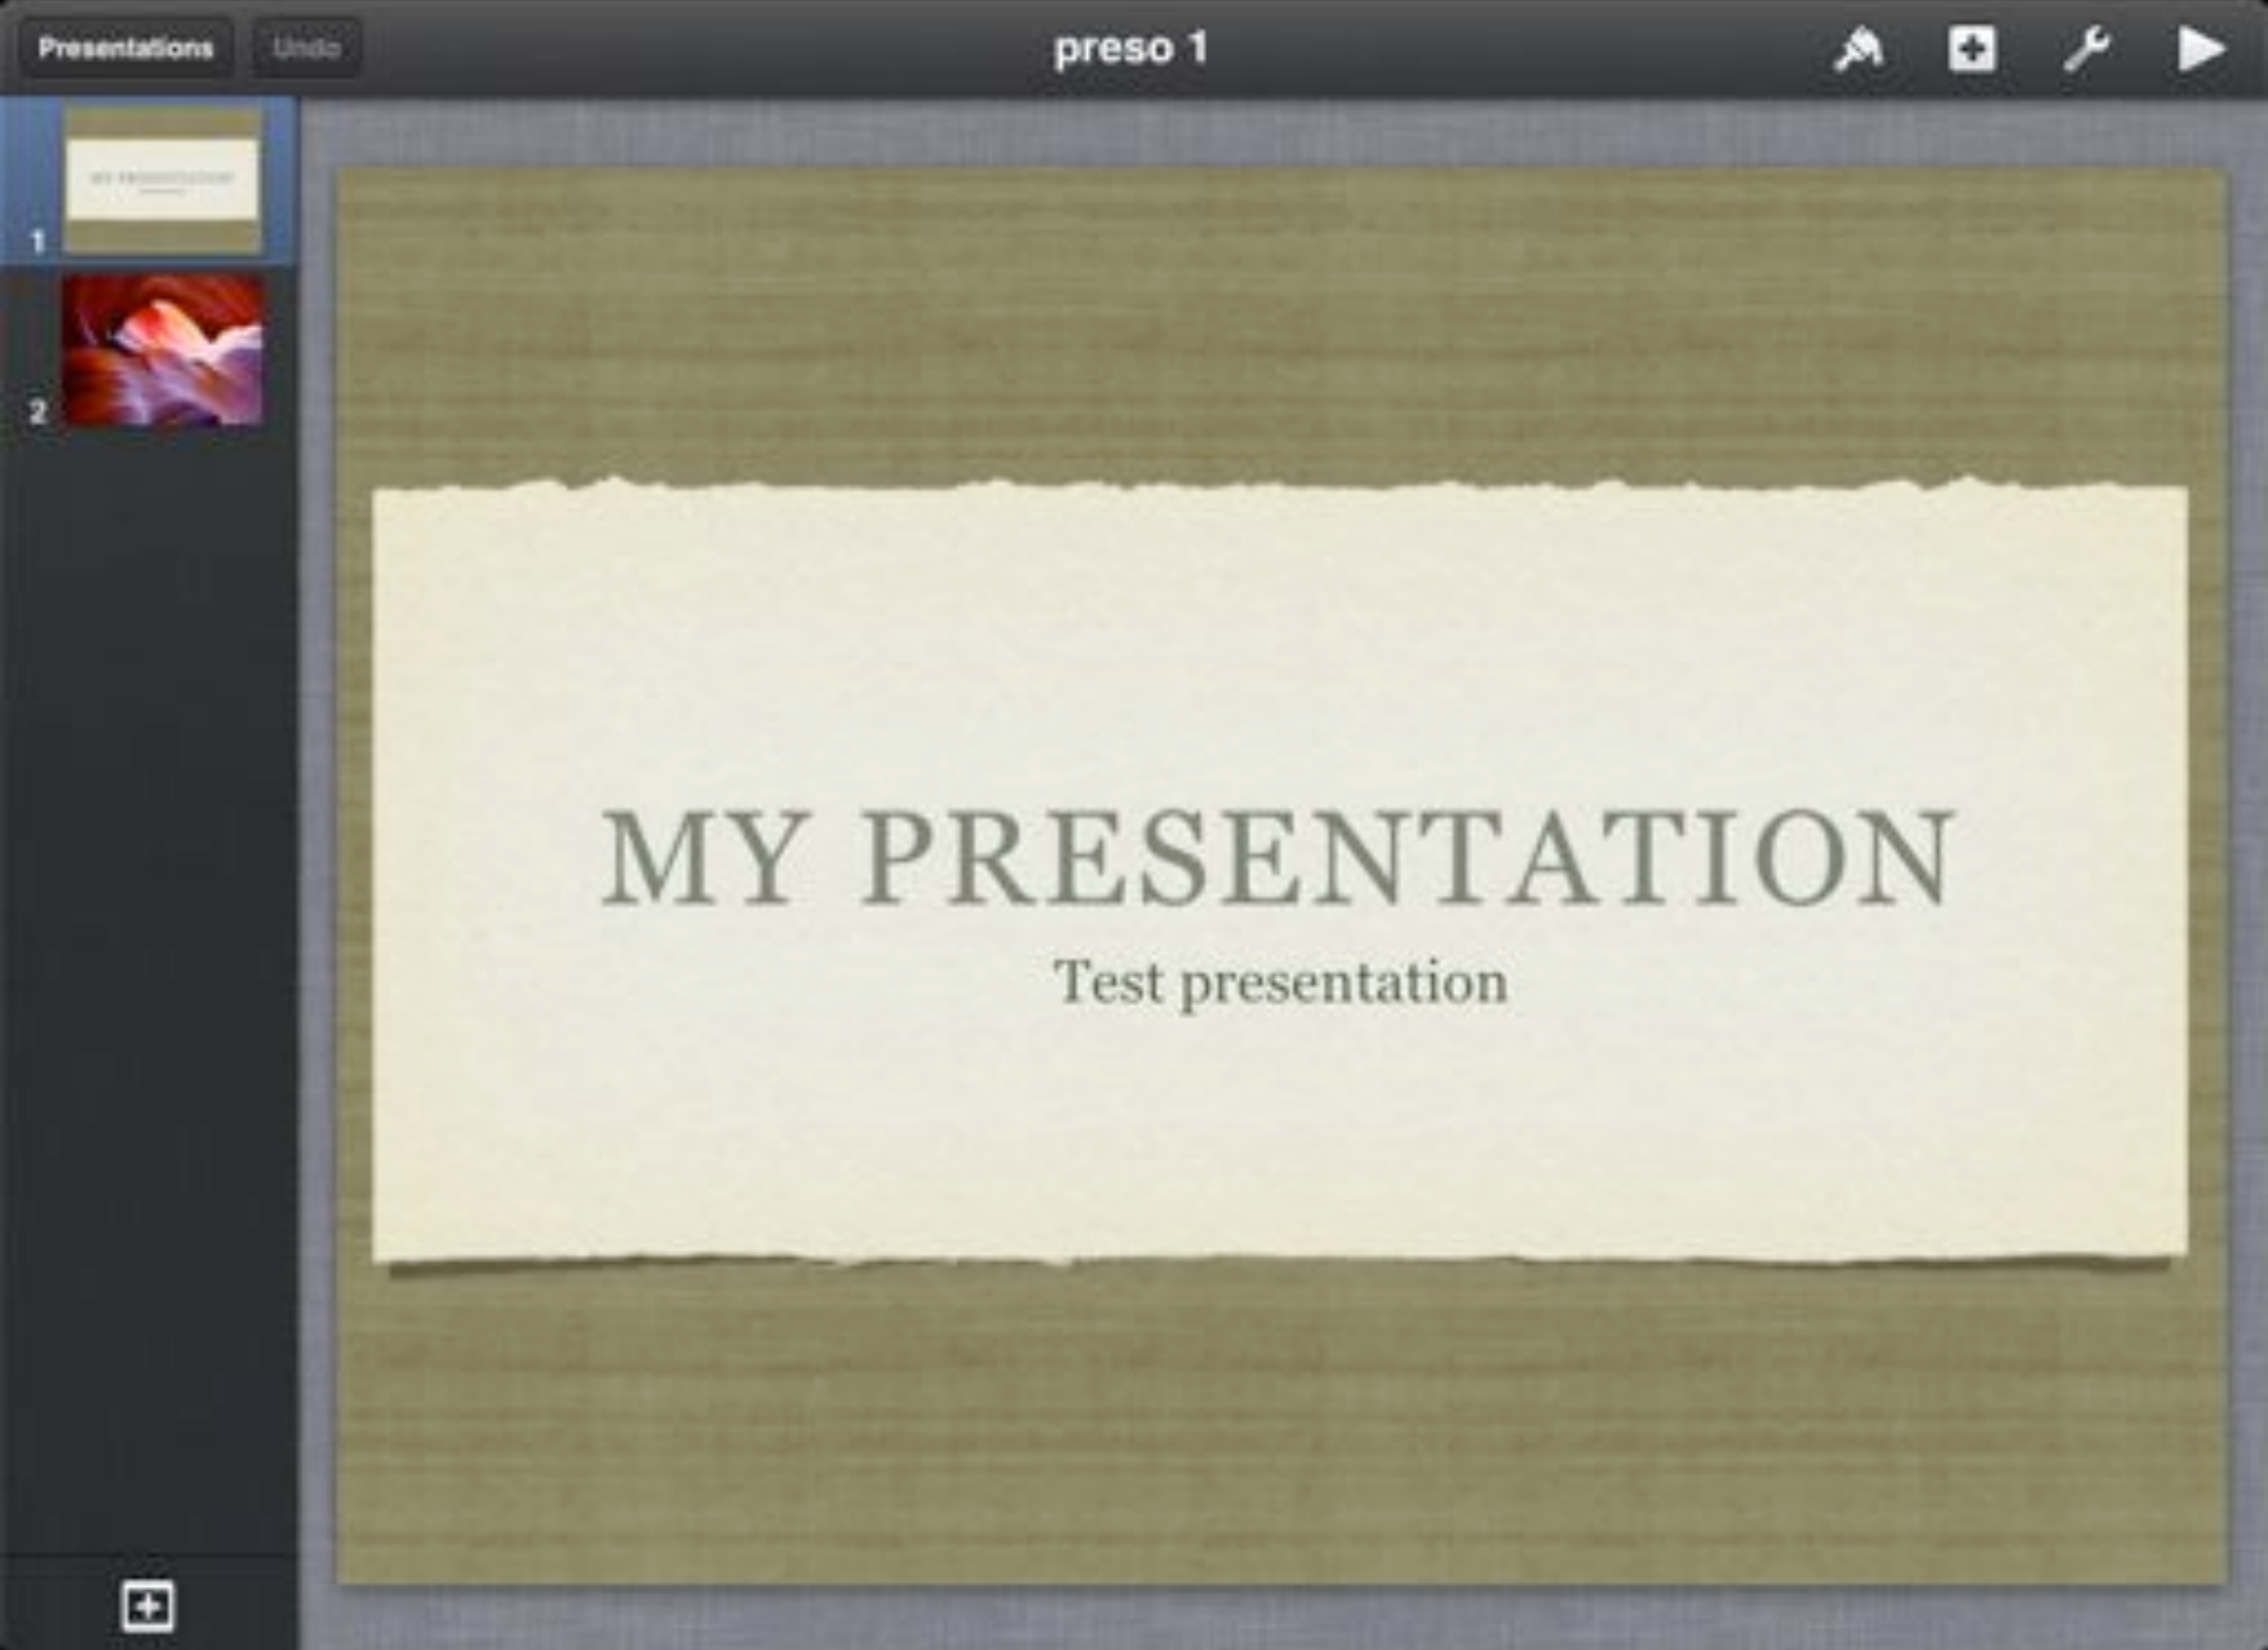 Presentations
Undo
preso 1
1
2
MY PRESENTATION
Test presentation